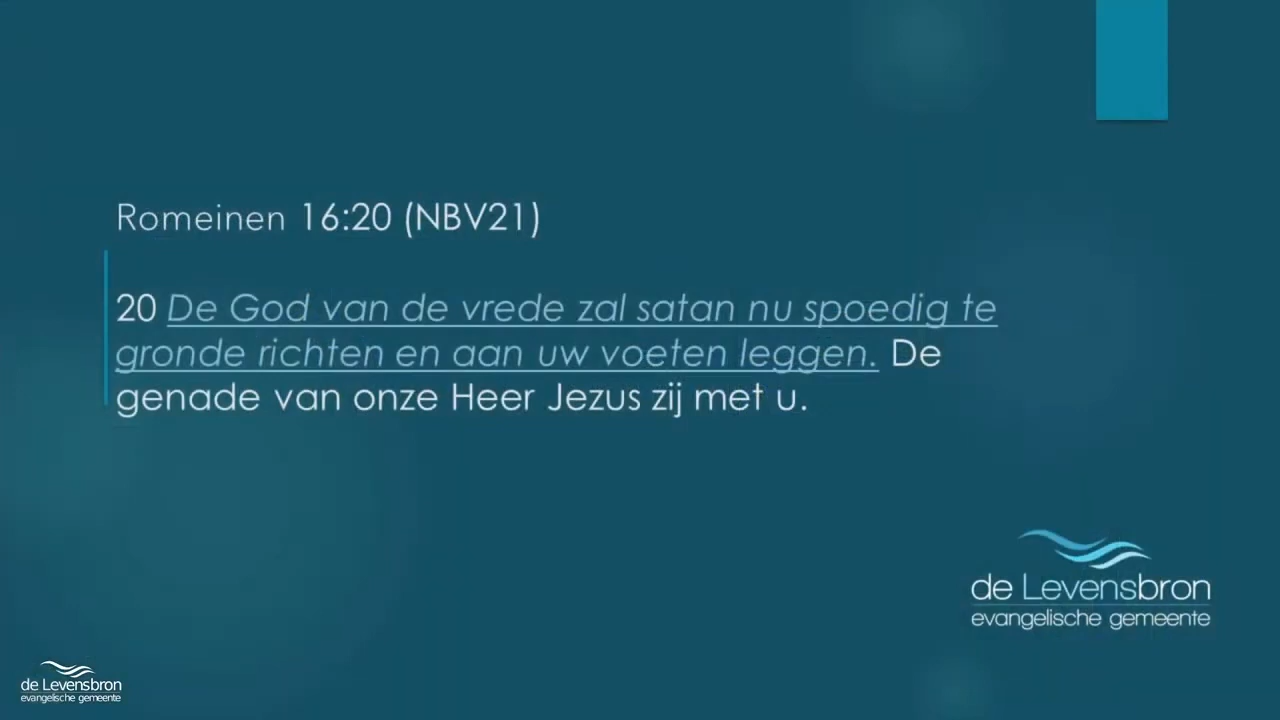 Romeinen 16:20 (NBV21)
20 De God van de vrede zal satan nu spoedig te
gronde richten en aan uw voeten leggen. De
genade van onze Heer Jezus zij met u.
de Levensbron
evangelische gemeente
de Levensbron
evangelische gemeente